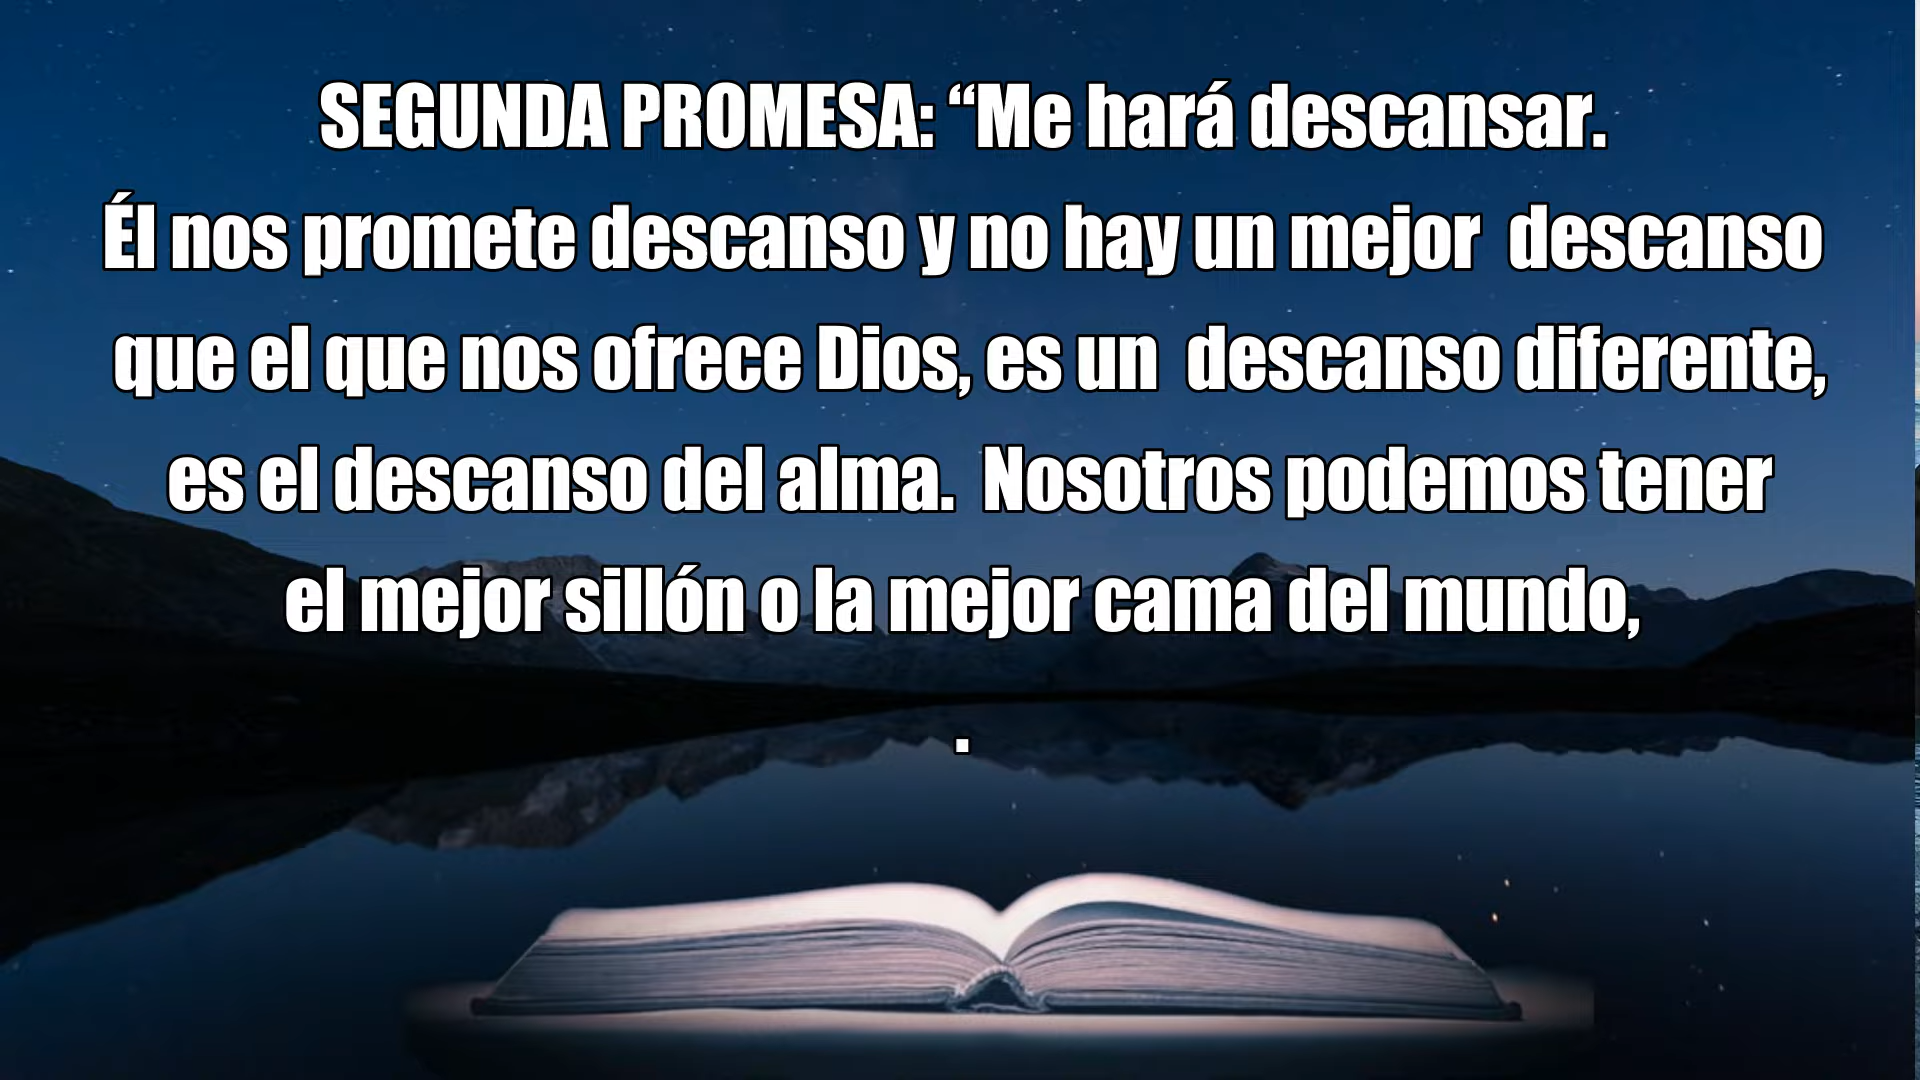 SEGUNDA PROMESA: “Me hará descansar.
Él nos promete descanso y no hay un mejor  descanso
que el que nos ofrece Dios, es un  descanso diferente,
es el descanso del alma.  Nosotros podemos tener
el mejor sillón o la mejor cama del mundo,
.